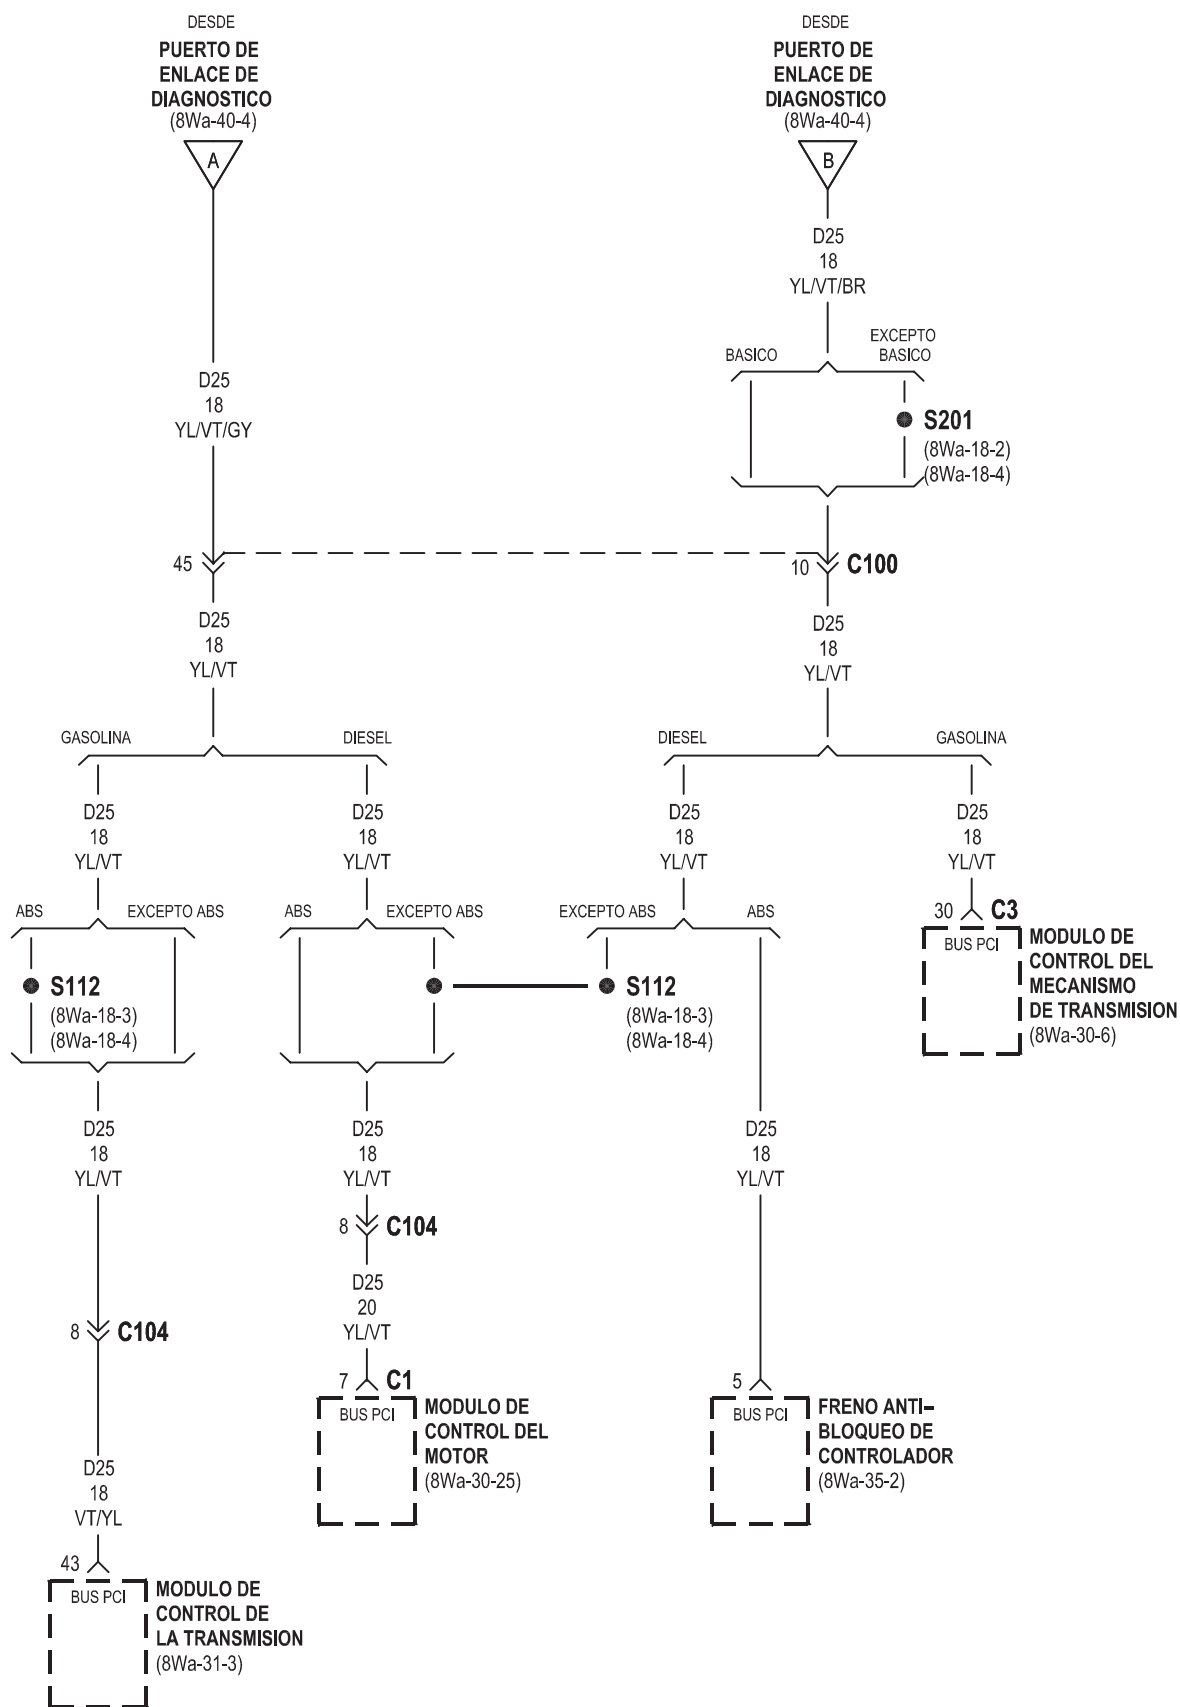 DESDE
PUERTO DE
ENLACE DE
DIAGNOSTICO
(8Wa-40-4)
A
DESDE
PUERTO DE
ENLACE DE
DIAGNOSTICO
(8Wa-40-4)
B
D25
18
YL/VT/BR
BASICO
EXCEPTO
BASICO
D25
18
YL/VT/GY
S201
(8Wa-18-2)
(8Wa-18-4)
45
10
C100
D25
18
YL/VT
D25
18
YL/VT
GASOLINA
DIESEL
DIESEL
GASOLINA
D25
18
YL/VT
D25
18
YL/VT
D25
18
YL/VT
D25
18
YL/VT
ABS
EXCEPTO ABS
ABS
EXCEPTO ABS
EXCEPTO ABS
ABS
30
C3
BUS PCI
MODULO DE
CONTROL DEL
MECANISMO
DE TRANSMISION
(8Wa-30-6)
S112
(8Wa-18-3)
(8Wa-18-4)
S112
(8Wa-18-3)
(8Wa-18-4)
D25
18
YL/VT
D25
18
YL/VT
D25
18
YL/VT
8
C104
D25
20
YL/VT
8
C104
7
C1
BUS PCI
MODULO DE
CONTROL DEL
MOTOR
(8Wa-30-25)
5
BUS PCI
FRENO ANTI–
BLOQUEO DE
CONTROLADOR
(8Wa-35-2)
D25
18
VT/YL
43
BUS PCI
MODULO DE
CONTROL DE
LA TRANSMISION
(8Wa-31-3)